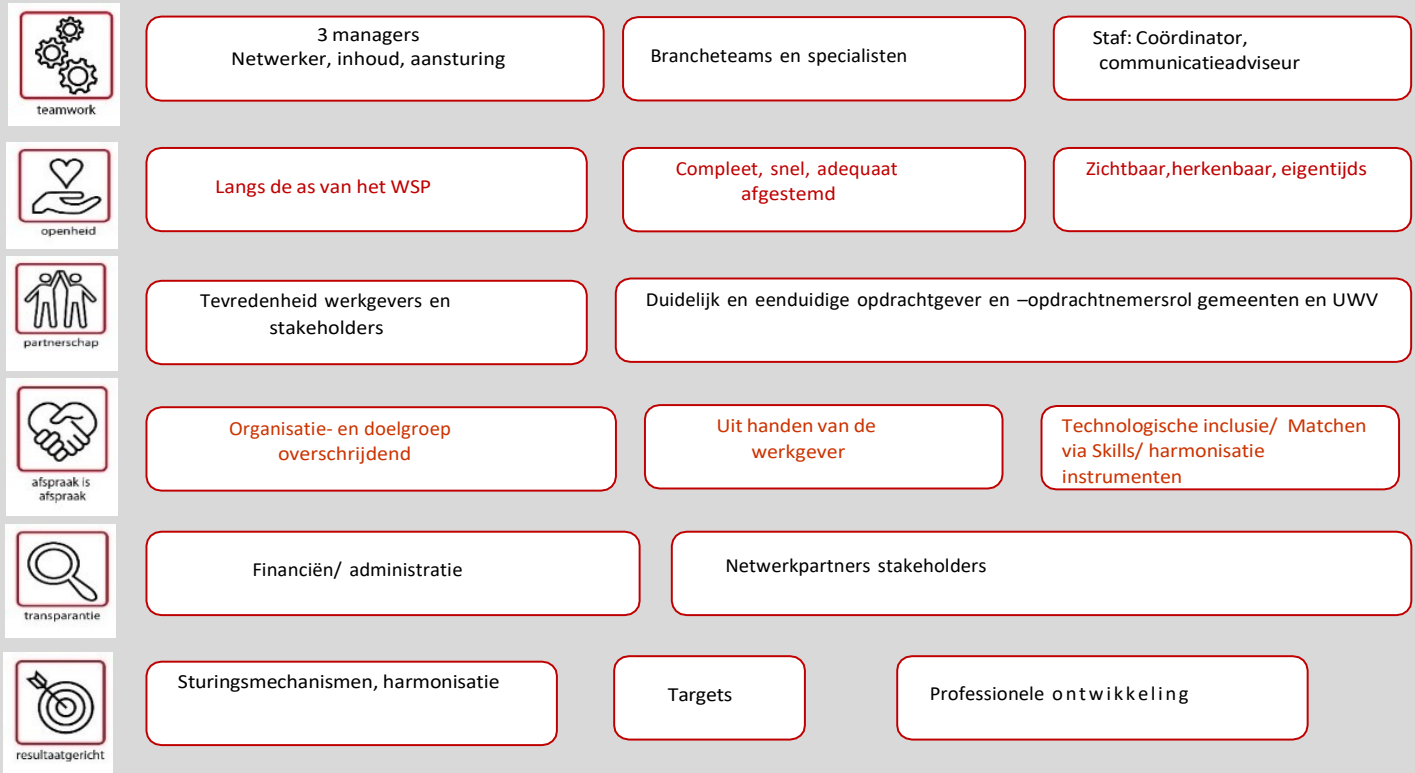 teamwork
3 managers
Netwerker, inhoud, aansturing
Brancheteams en specialisten
Staf: Coördinator,
communicatieadviseur
openheid
Langs de as van het WSP
Compleet, snel, adequaat
afgestemd
Zichtbaar,herkenbaar, eigentijds
partnerschap
Tevredenheid werkgevers en
stakeholders
Duidelijk en eenduidige opdrachtgever en –opdrachtnemersrol gemeenten en UWV
afspraak is
afspraak
Organisatie- en doelgroep
overschrijdend
Uit handen van de
werkgever
Technologische inclusie/ Matchen
via Skills/ harmonisatie
instrumenten
transparantie
Financiën/ administratie
Netwerkpartners stakeholders
resultaatgericht
Sturingsmechanismen, harmonisatie
Targets
Professionele ontwikkeling